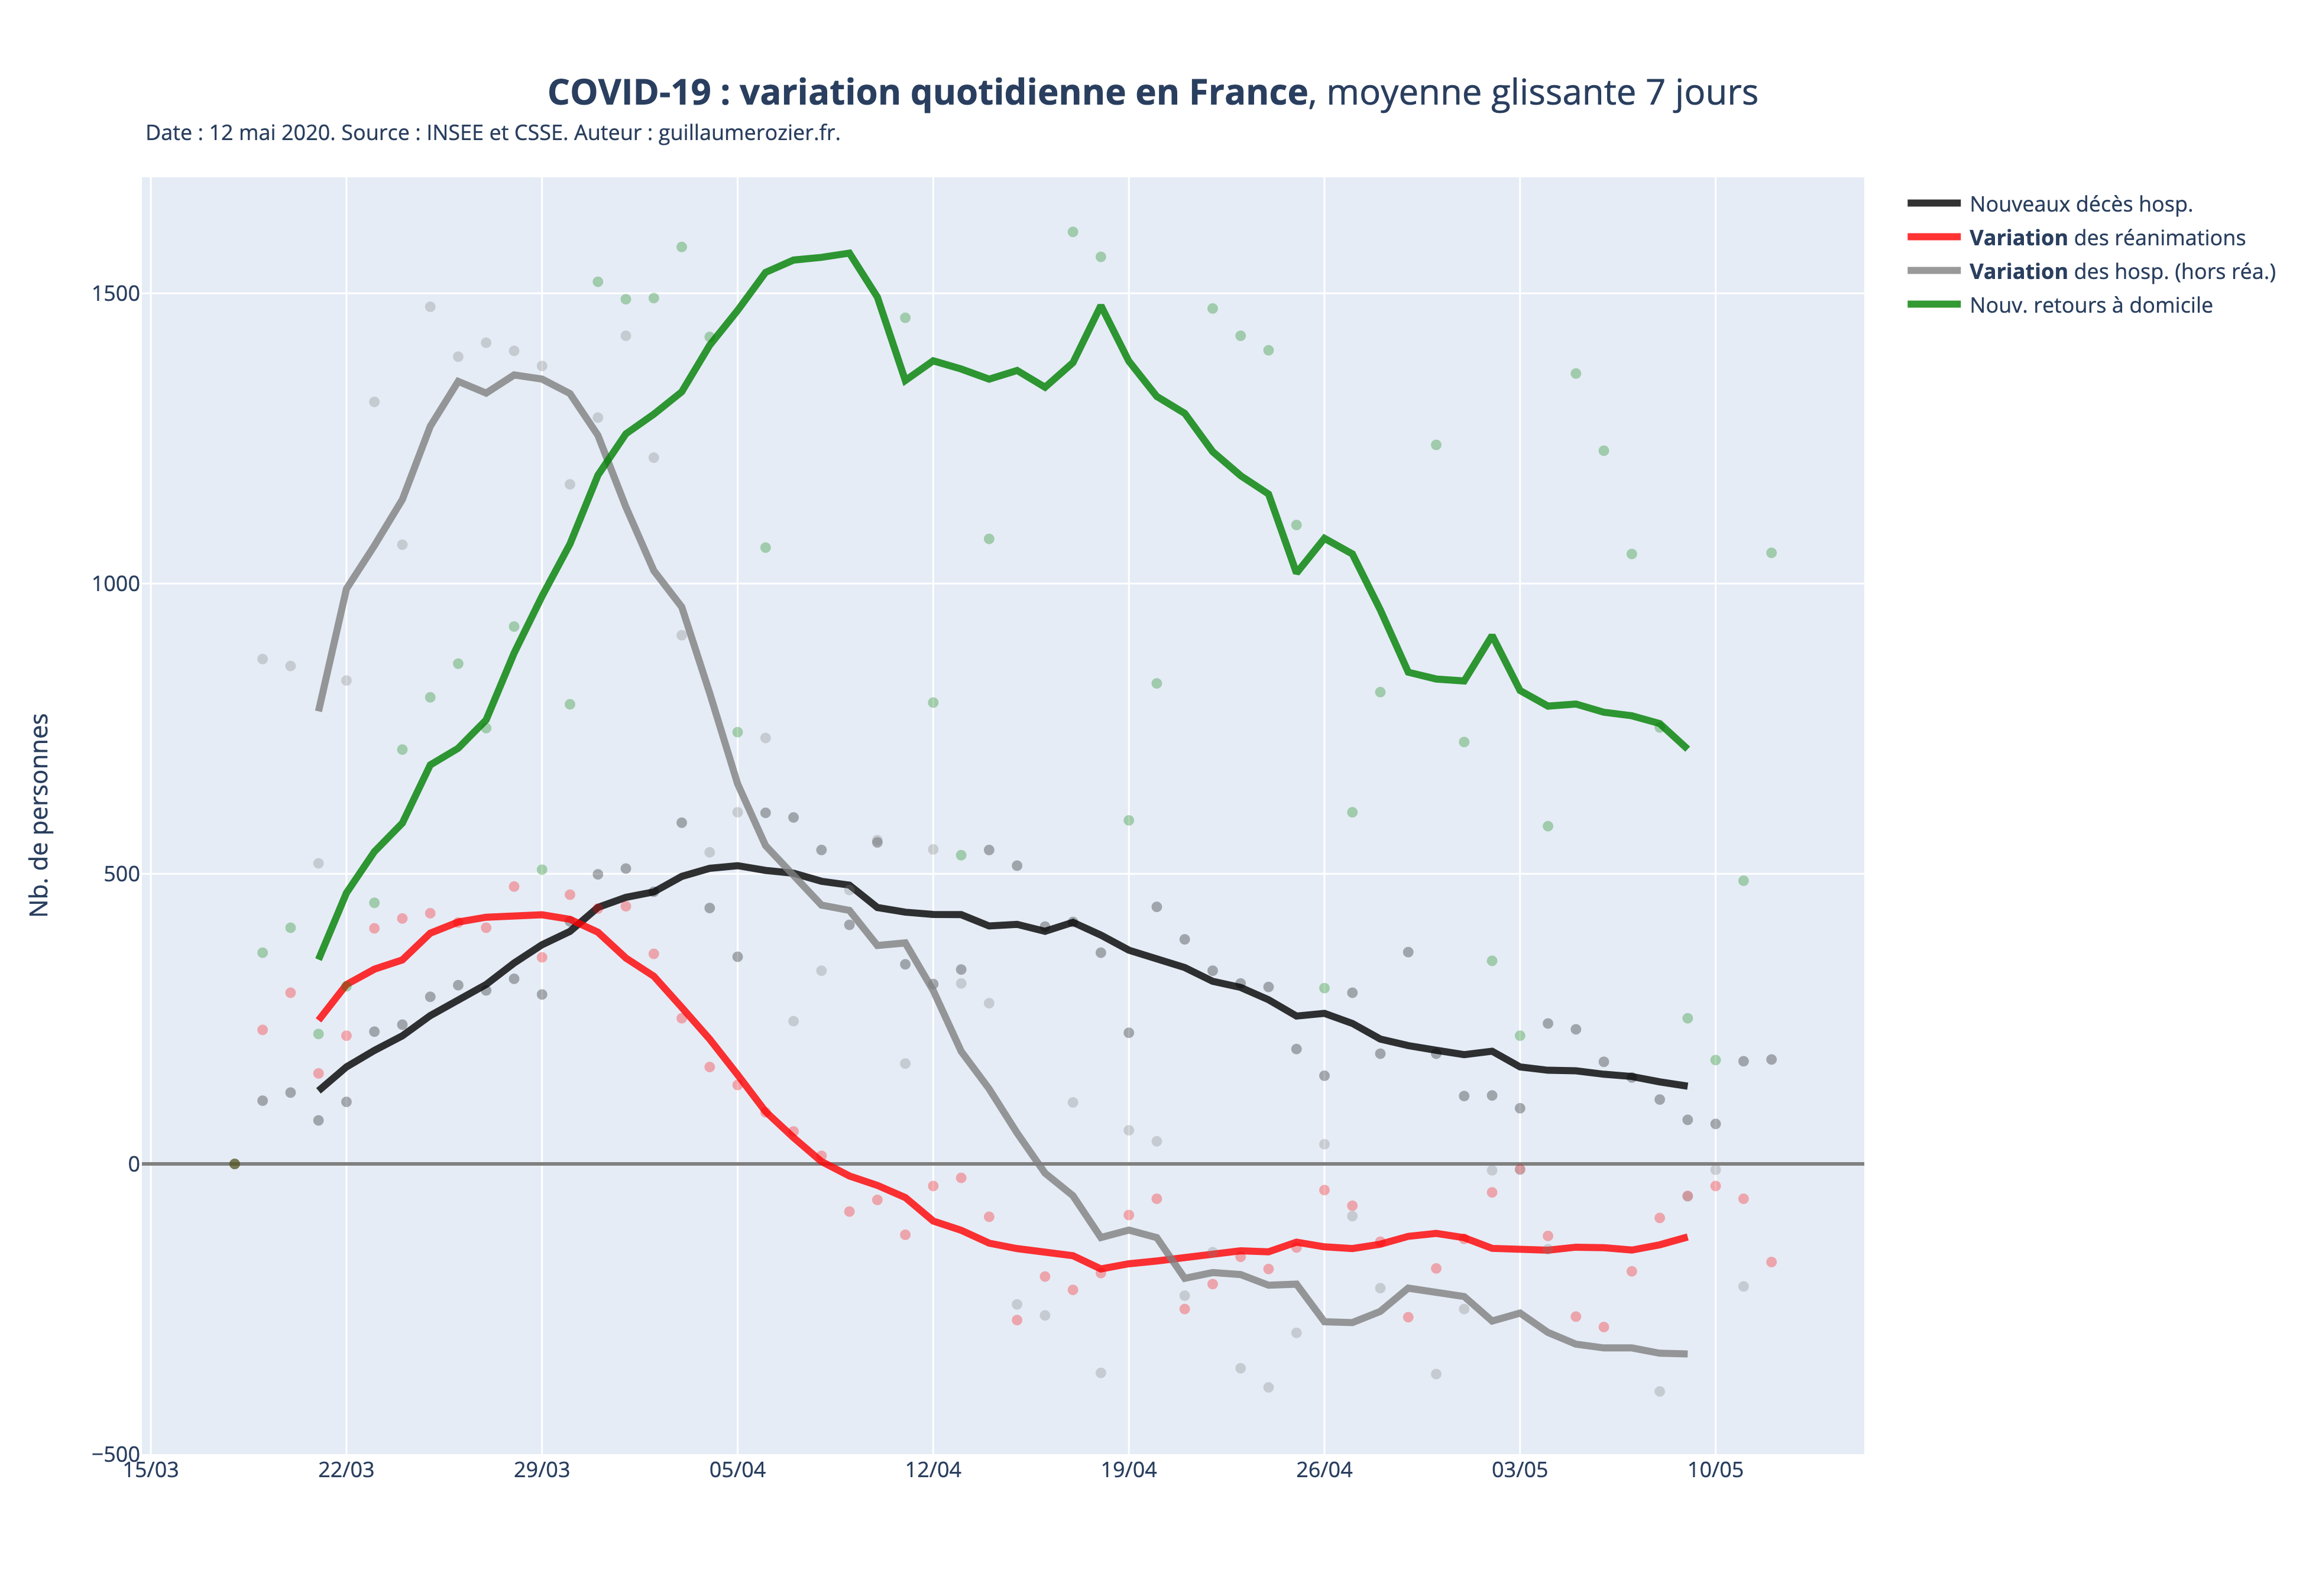 COVID-19 : variation quotidienne en France, moyenne glissante 7 jours
Date : 12 mai 2020. Source : INSEE et CSSE. Auteur : guillaumerozier.fr.
Nouveaux décès hosp.
Variation des réanimations
Variation des hosp. (hors réa.)
Nouv. retours à domicile
Nb. de personnes
1500
1000
500
0
−500
15/03
22/03
29/03
05/04
12/04
19/04
26/04
03/05
10/05